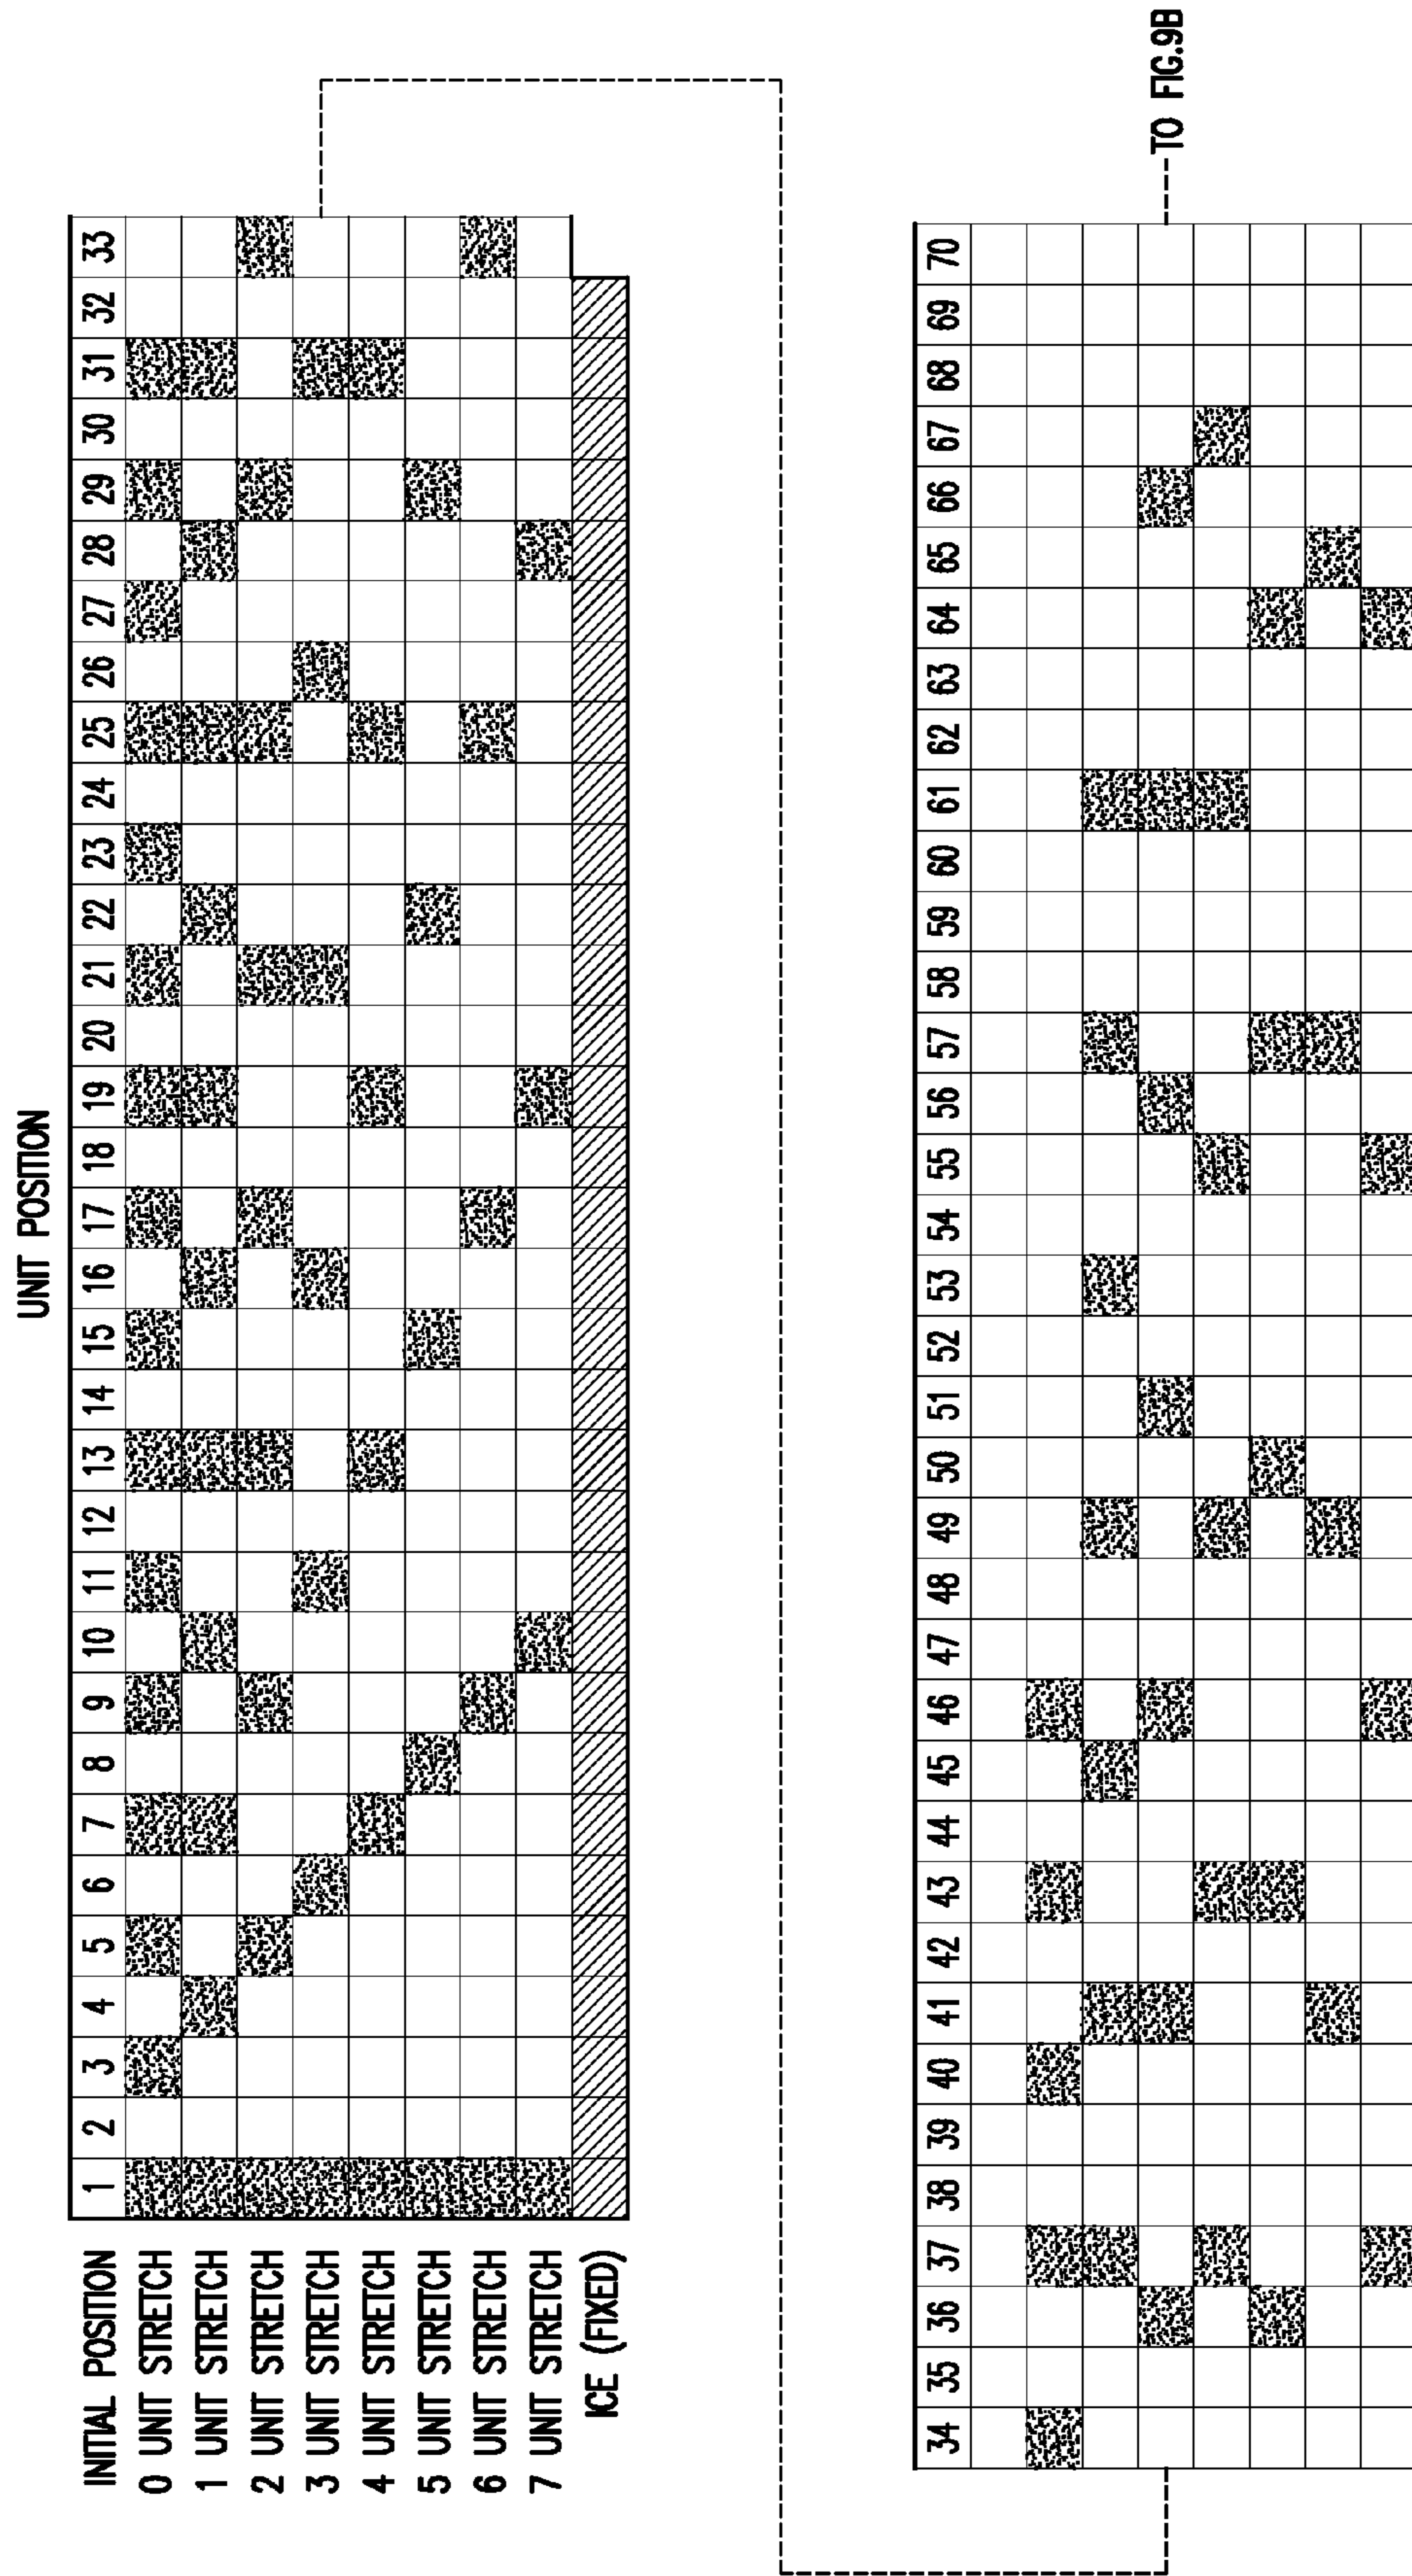 UNIT POSITION
INITIAL POSITION 1 2 3 4 5 6 7 8 9 10 11 12 13 14 15 16 17 18 19 20 21 22 23 24 25 26 27 28 29 30 31 32 33
0 UNIT STRETCH
1 UNIT STRETCH
2 UNIT STRETCH
3 UNIT STRETCH
4 UNIT STRETCH
5 UNIT STRETCH
6 UNIT STRETCH
7 UNIT STRETCH
ICE (FIXED)
34 35 36 37 38 39 40 41 42 43 44 45 46 47 48 49 50 51 52 53 54 55 56 57 58 59 60 61 62 63 64 65 66 67 68 69 70
TO FIG.9B